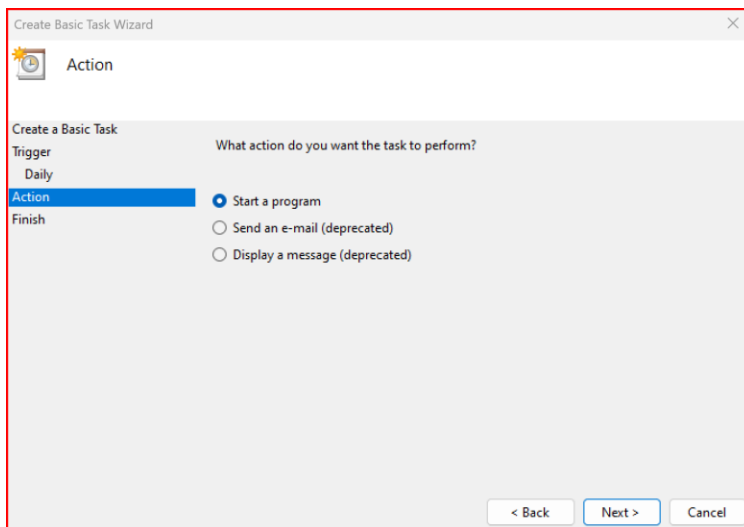 Create Basic Task Wizard
Action
Create a Basic Task
Trigger
Daily
Action
Finish
What action do you want the task to perform?
Start a program
Send an e-mail (deprecated)
Display a message (deprecated)
< Back
Next >
Cancel